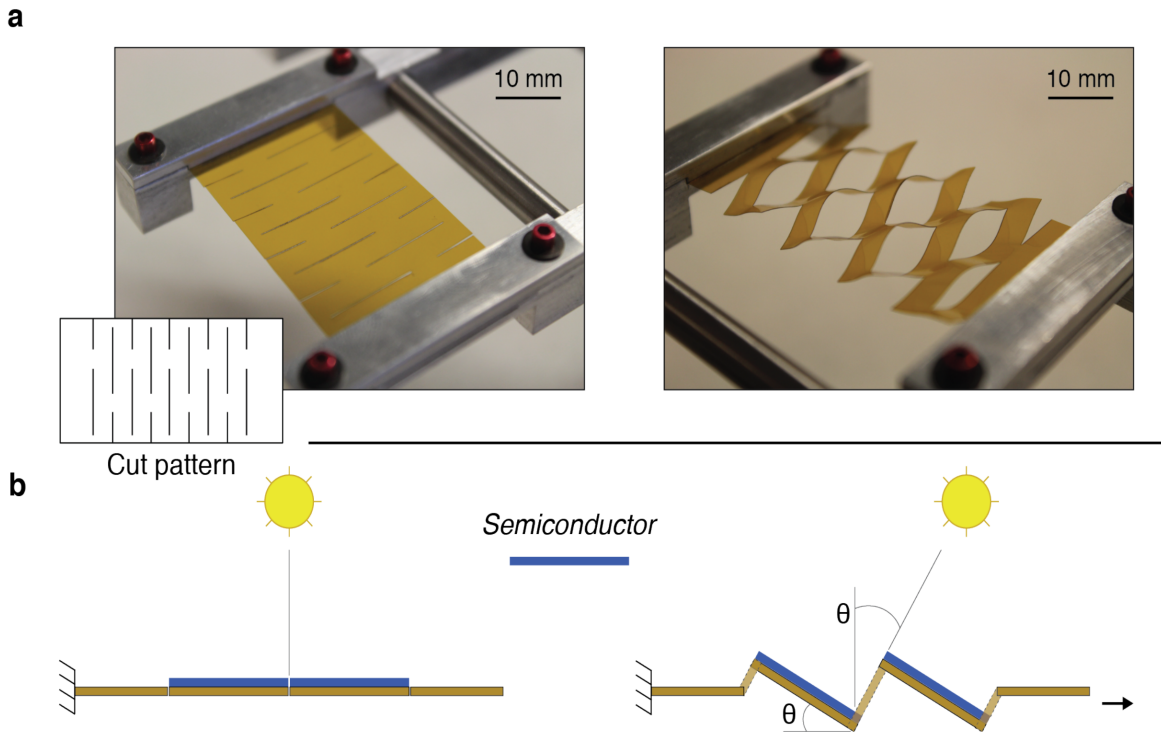 a
10 mm
10 mm
Cut pattern
b
Semiconductor
θ
θ